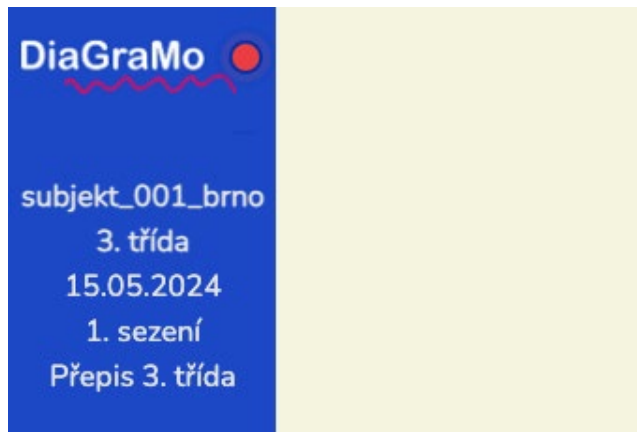 DiaGraMo
subjekt_001_brno
3. třída
15.05.2024
1. sezení
Přepis 3. třída